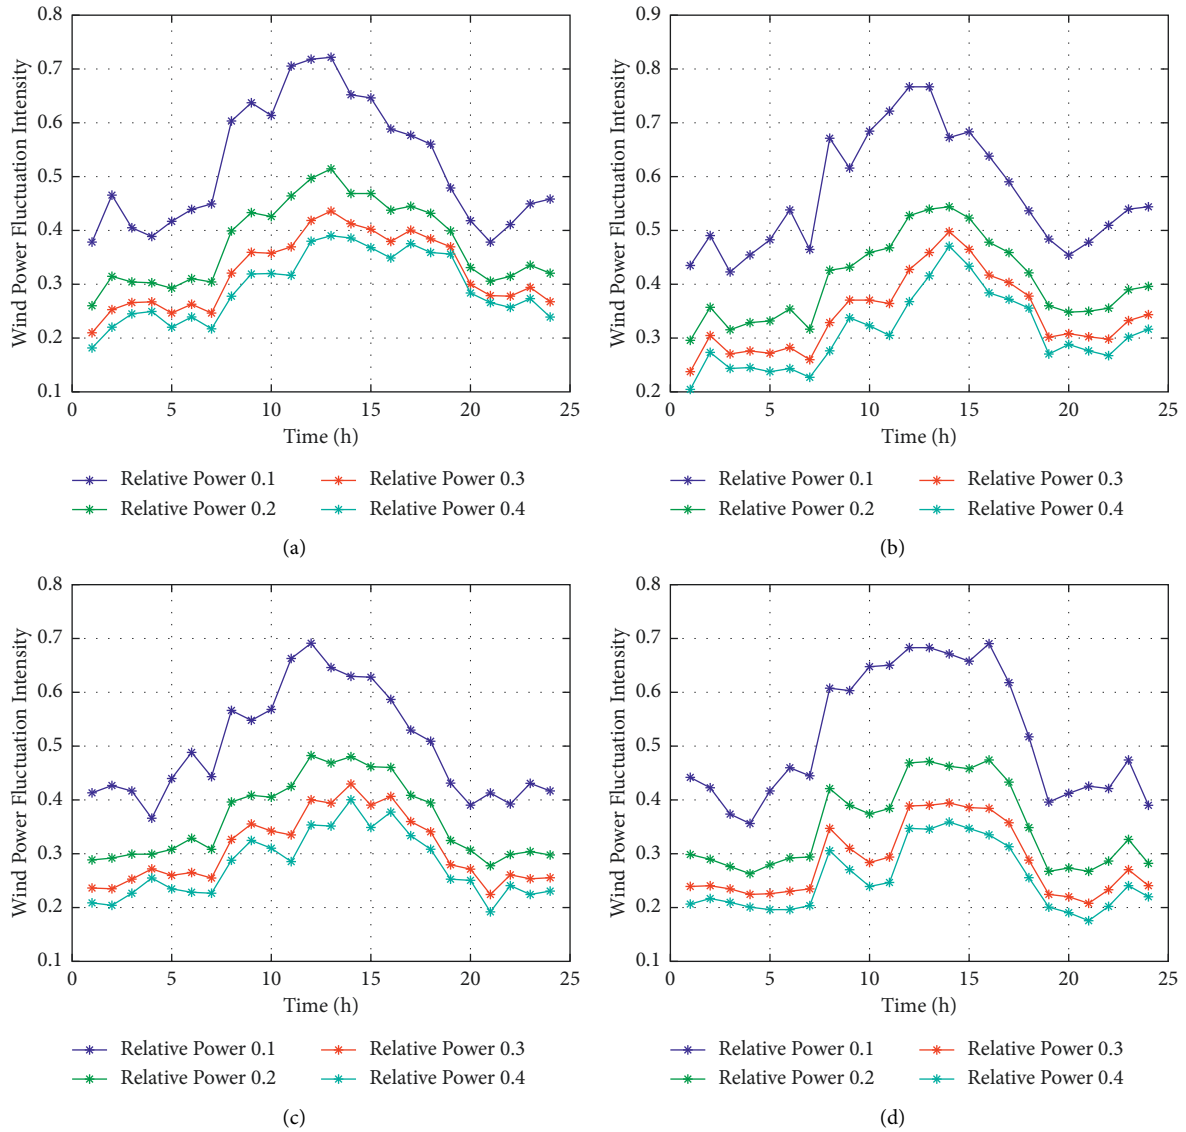 0.8
0.7
0.6
0.5
0.4
0.3
0.2
0.1
Wind Power Fluctuation Intensity
0 5 10 15 20 25
Time (h)
Relative Power 0.1 Relative Power 0.3
Relative Power 0.2 Relative Power 0.4
(a)
0.9
0.8
0.7
0.6
0.5
0.4
0.3
0.2
Wind Power Fluctuation Intensity
0 5 10 15 20 25
Time (h)
Relative Power 0.1 Relative Power 0.3
Relative Power 0.2 Relative Power 0.4
(b)
0.8
0.7
0.6
0.5
0.4
0.3
0.2
0.1
Wind Power Fluctuation Intensity
0 5 10 15 20 25
Time (h)
Relative Power 0.1 Relative Power 0.3
Relative Power 0.2 Relative Power 0.4
(c)
0.8
0.7
0.6
0.5
0.4
0.3
0.2
0.1
Wind Power Fluctuation Intensity
0 5 10 15 20 25
Time (h)
Relative Power 0.1 Relative Power 0.3
Relative Power 0.2 Relative Power 0.4
(d)